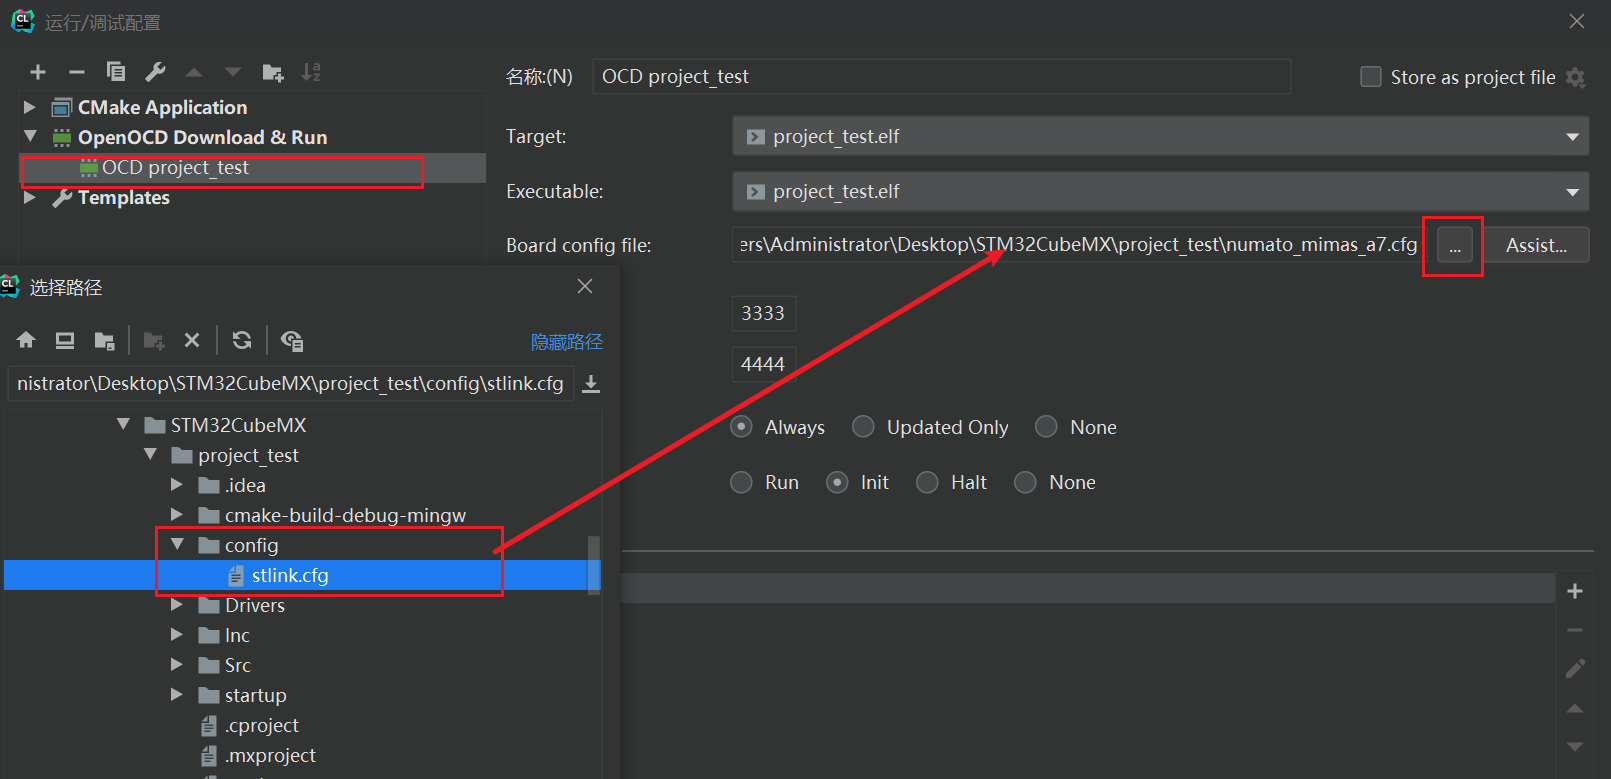 运行/调试配置
CMake Application
OpenOCD Download & Run
OCD project_test
Templates
名称:(N)
OCD project_test
Store as project file
Target:
project_test.elf
Executable:
project_test.elf
Board config file:
ers\Administrator\Desktop\STM32CubeMX\project_test\numato_mimas_a7.cfg
...
Assist...
3333
4444
Always
Updated Only
None
Run
Init
Halt
None
选择路径
隐藏路径
nistrator\Desktop\STM32CubeMX\project_test\config\stlink.cfg
STM32CubeMX
project_test
.idea
cmake-build-debug-mingw
config
stlink.cfg
Drivers
Inc
Src
startup
.cproject
.mxproject